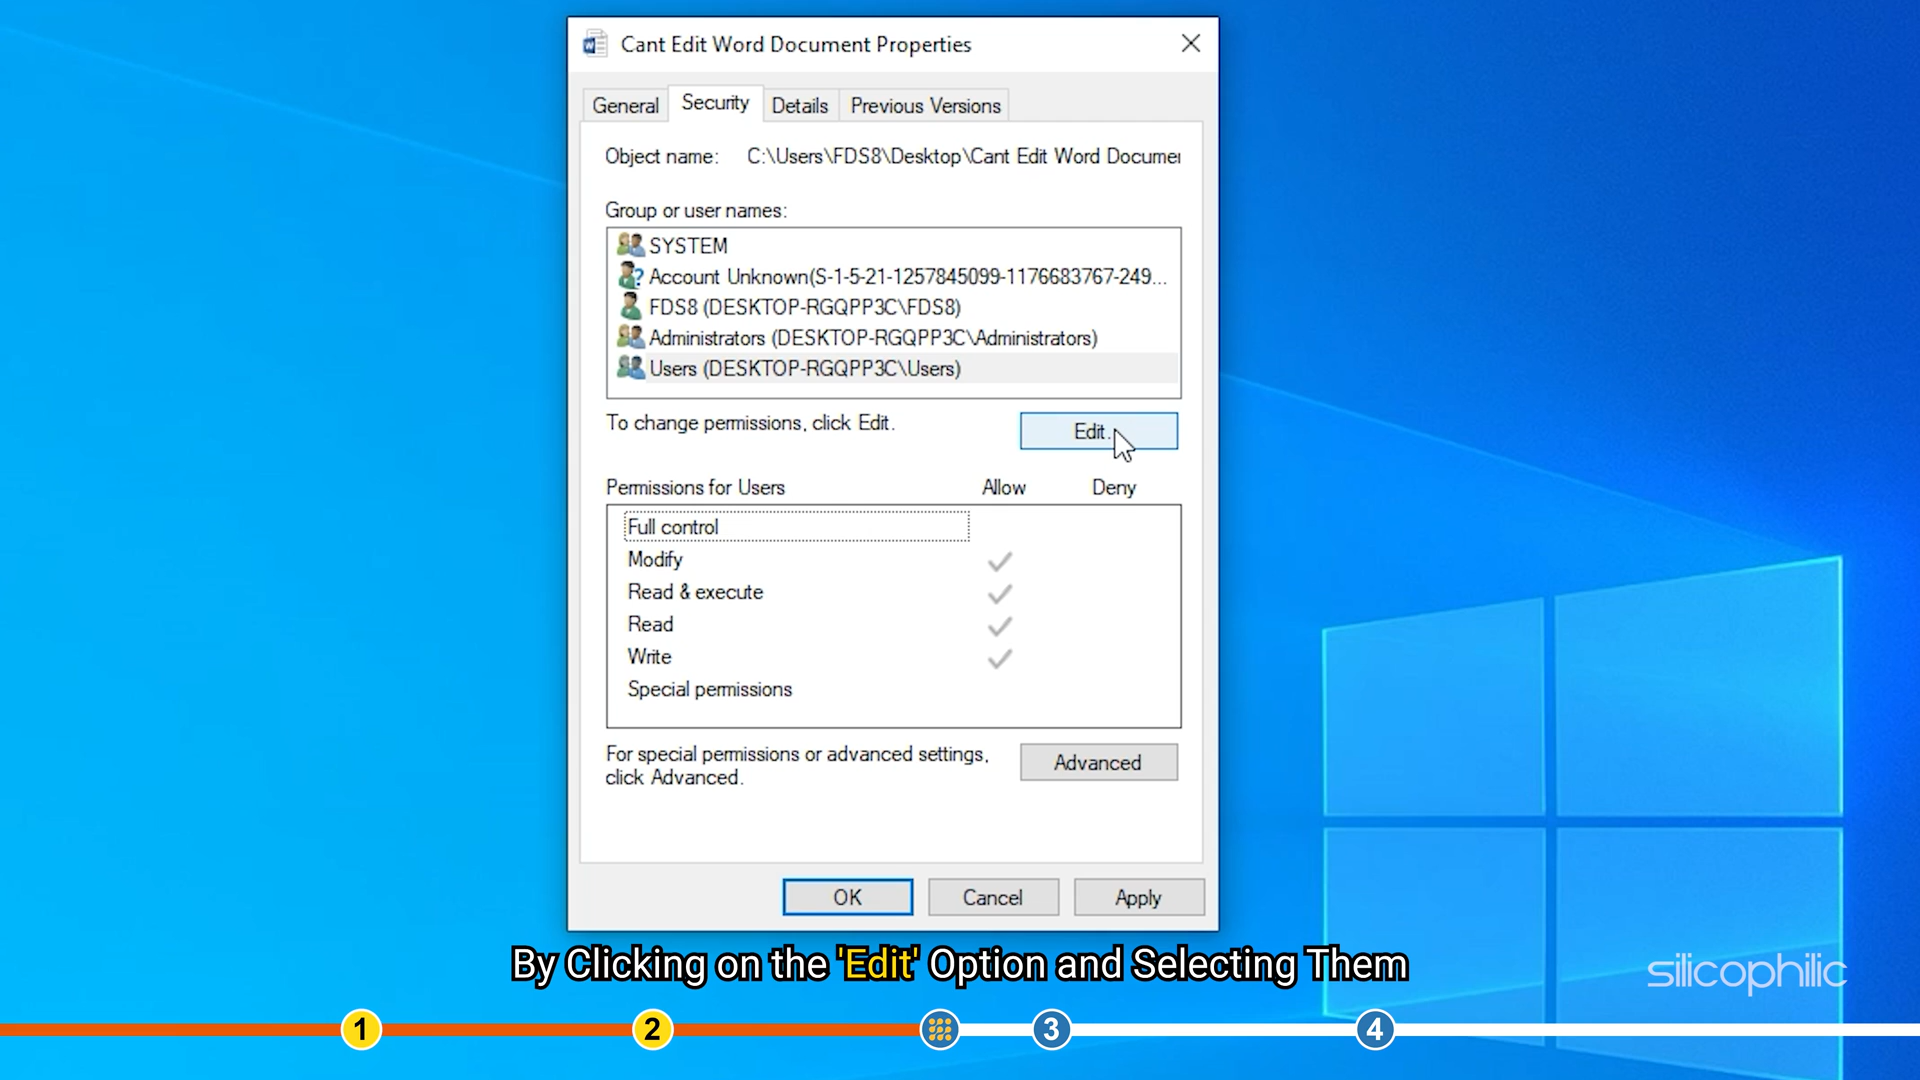 Cant Edit Word Document Properties
General Security Details Previous Versions
Object name: C:\Users\FDS8\Desktop\Cant Edit Word Documer
Group or user names:
SYSTEM
Account Unknown(S-1-5-21-1257845099-1176683767-249...
FDS8 (DESKTOP-RGQPP3C\FDS8)
Administrators (DESKTOP-RGQPP3C\Administrators)
Users (DESKTOP-RGQPP3C\Users)
To change permissions, click Edit.
Edit.
Permissions for Users Allow Deny
Full control
Modify
Read & execute
Read
Write
Special permissions
For special permissions or advanced settings,
click Advanced.
Advanced
OK Cancel Apply
By Clicking on the 'Edit' Option and Selecting Them
silicophilic
1 2 3 4